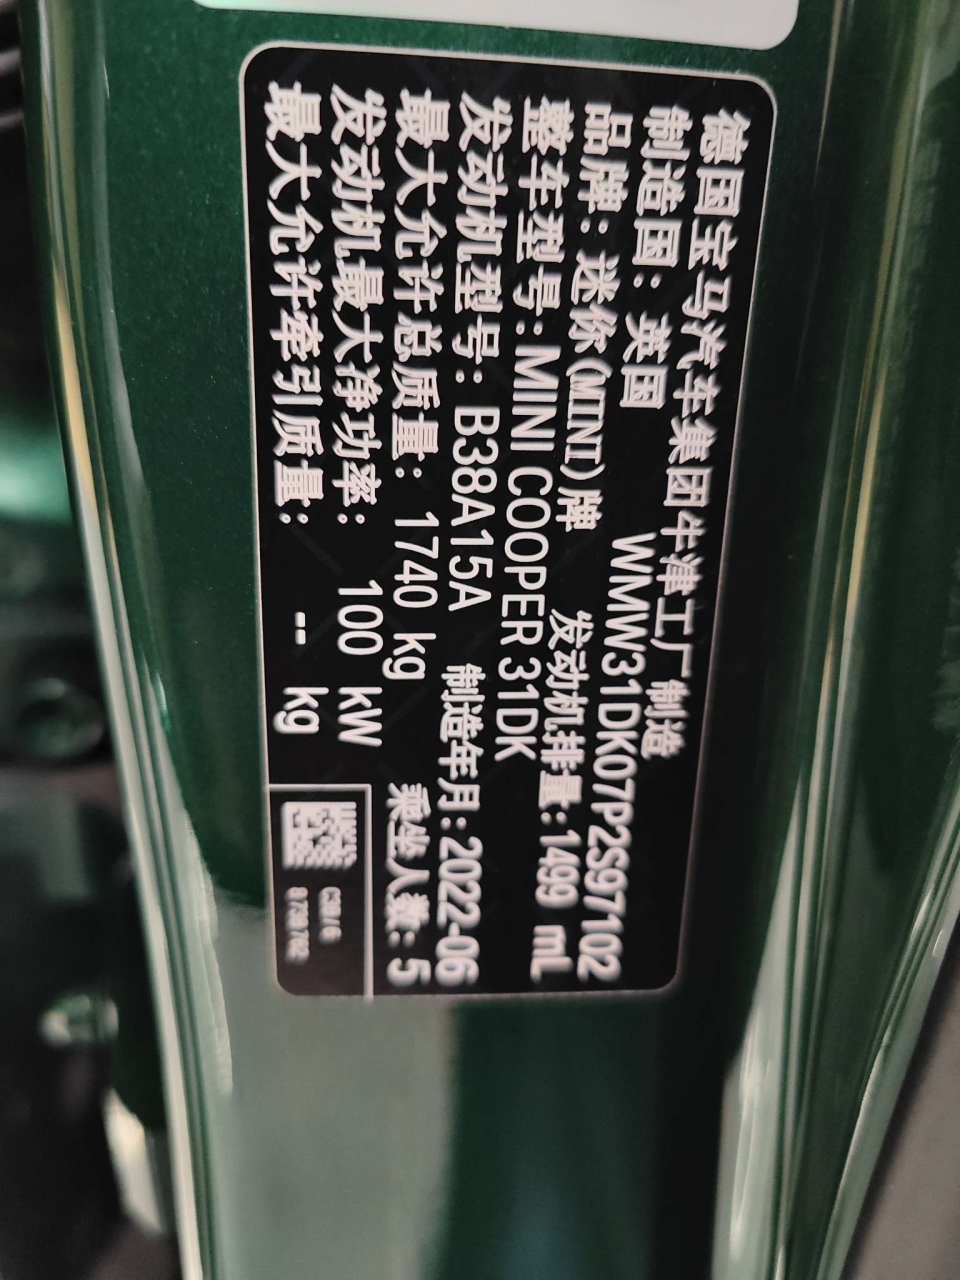 德国宝马汽车集团牛津工厂制造
制造国：英国 WMW31DK07P2S97102
品牌：迷你(MINI)牌 发动机排量：1499 mL
整车型号：MINI COOPER 31DK
发动机型号：B38A15A 制造年月：2022-06
最大允许总质量：1740 kg 乘坐人数：5
发动机最大净功率：100 kW
最大允许牵引质量：-- kg